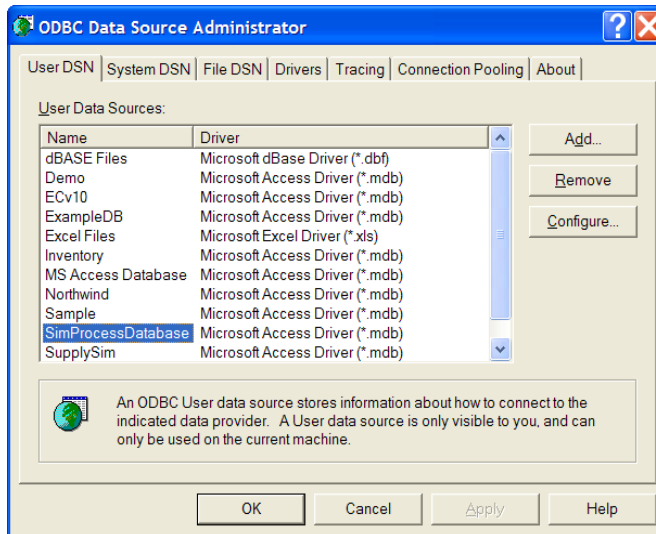 ODBC Data Source Administrator
User DSN System DSN File DSN Drivers Tracing Connection Pooling About
User Data Sources:
Name Driver
dBASE Files Microsoft dBase Driver (*.dbf)
Demo Microsoft Access Driver (*.mdb)
ECv10 Microsoft Access Driver (*.mdb)
ExampleDB Microsoft Access Driver (*.mdb)
Excel Files Microsoft Excel Driver (*.xls)
Inventory Microsoft Access Driver (*.mdb)
MS Access Database Microsoft Access Driver (*.mdb)
Northwind Microsoft Access Driver (*.mdb)
Sample Microsoft Access Driver (*.mdb)
SimProcessDatabase Microsoft Access Driver (*.mdb)
SupplySim Microsoft Access Driver (*.mdb)
Add...
Remove
Configure...
An ODBC User data source stores information about how to connect to the
indicated data provider. A User data source is only visible to you, and can
only be used on the current machine.
OK Cancel Apply Help